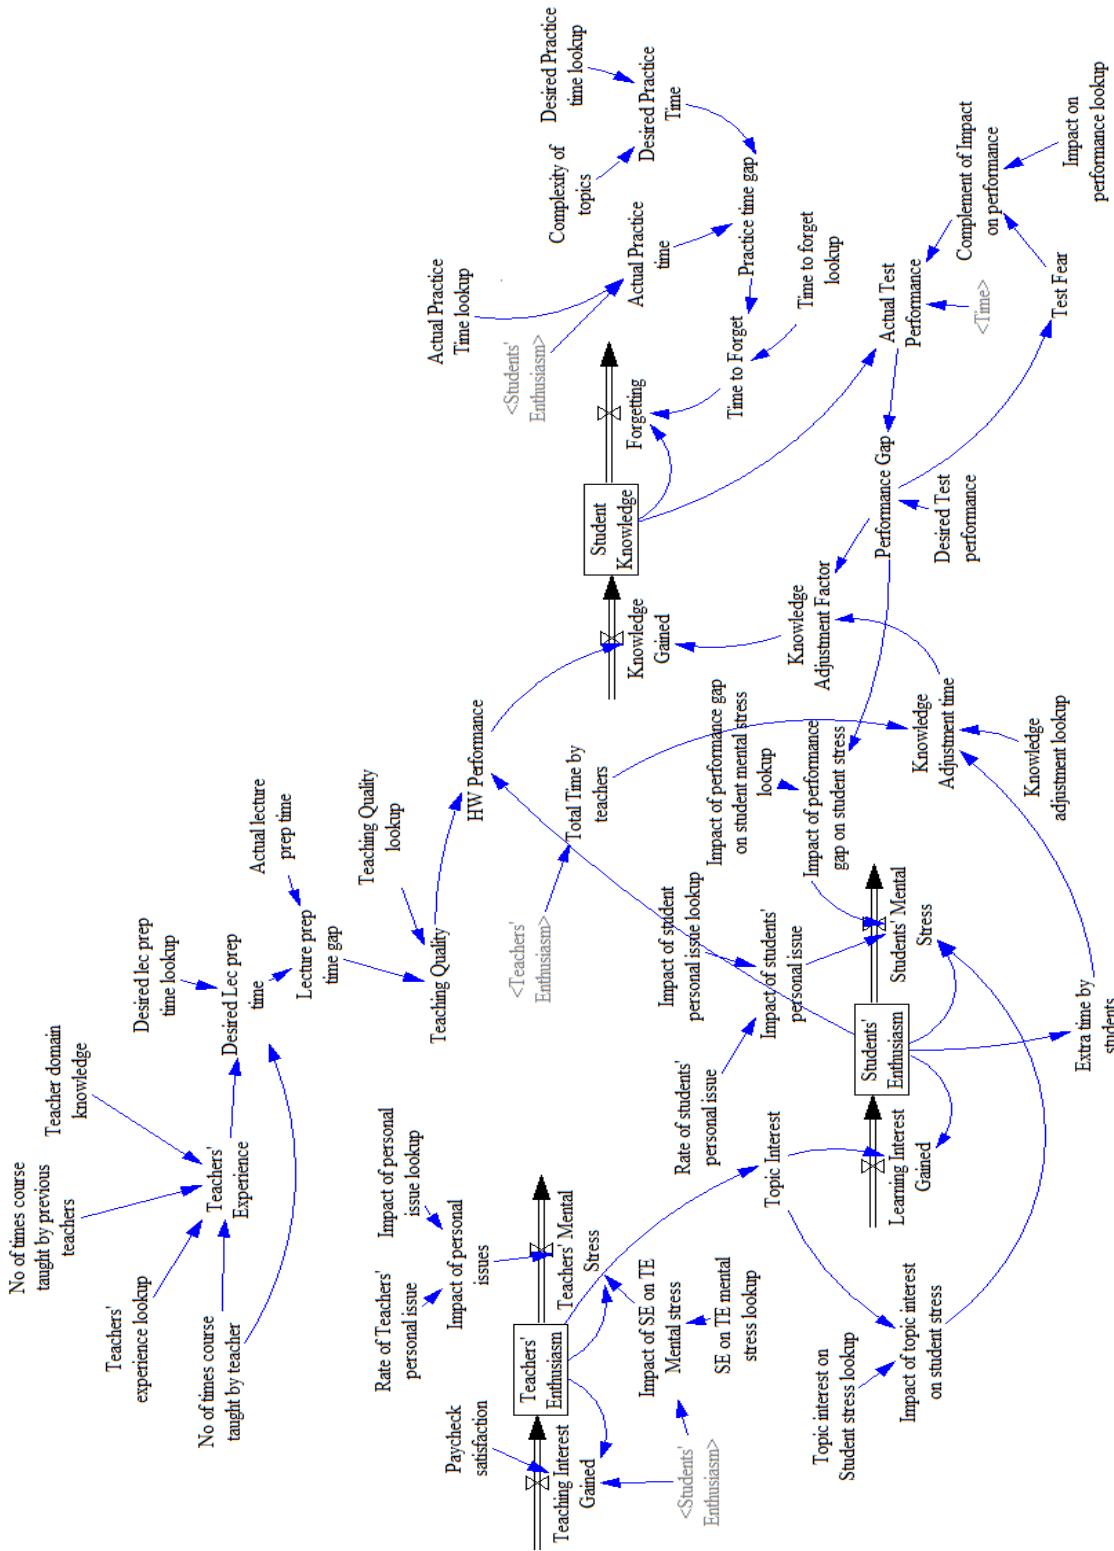 No of times course
taught by previous
teachers
Teacher domain
knowledge
Teachers'
experience lookup
No of times course
taught by teacher
Teachers'
Experience
Desired lec prep
time lookup
Desired Lec prep
time
Actual lecture
prep time
Lecture prep
time gap
Teaching Quality
lookup
Teaching Quality
HW Performance
Rate of Teachers'
personal issue
Impact of personal
issue lookup
Impact of personal
issues
Paycheck
satisfaction
Teaching Interest
Gained
Teachers'
Enthusiasm
Teachers' Mental
Stress
Impact of SE on TE
Mental stress
SE on TE mental
stress lookup
<Students'
Enthusiasm>
<Teachers'
Enthusiasm>
Total Time by
teachers
Topic Interest
Topic interest on
Student stress lookup
Impact of topic interest
on student stress
Rate of students'
personal issue
Impact of student
personal issue lookup
Impact of students'
personal issue
Impact of performance gap
on student mental stress
lookup
Impact of performance
gap on student stress
Learning Interest
Gained
Students'
Enthusiasm
Students' Mental
Stress
Extra time by
students
Knowledge
Adjustment time
Knowledge
adjustment lookup
Knowledge
Adjustment Factor
Knowledge
Gained
Student
Knowledge
Forgetting
Actual Practice
Time lookup
<Students'
Enthusiasm>
Actual Practice
time
Complexity of
topics
Desired Practice
time lookup
Desired Practice
Time
Practice time gap
Time to Forget
Time to forget
lookup
Actual Test
Performance
<Time>
Performance Gap
Desired Test
performance
Test Fear
Complement of Impact
on performance
Impact on
performance lookup